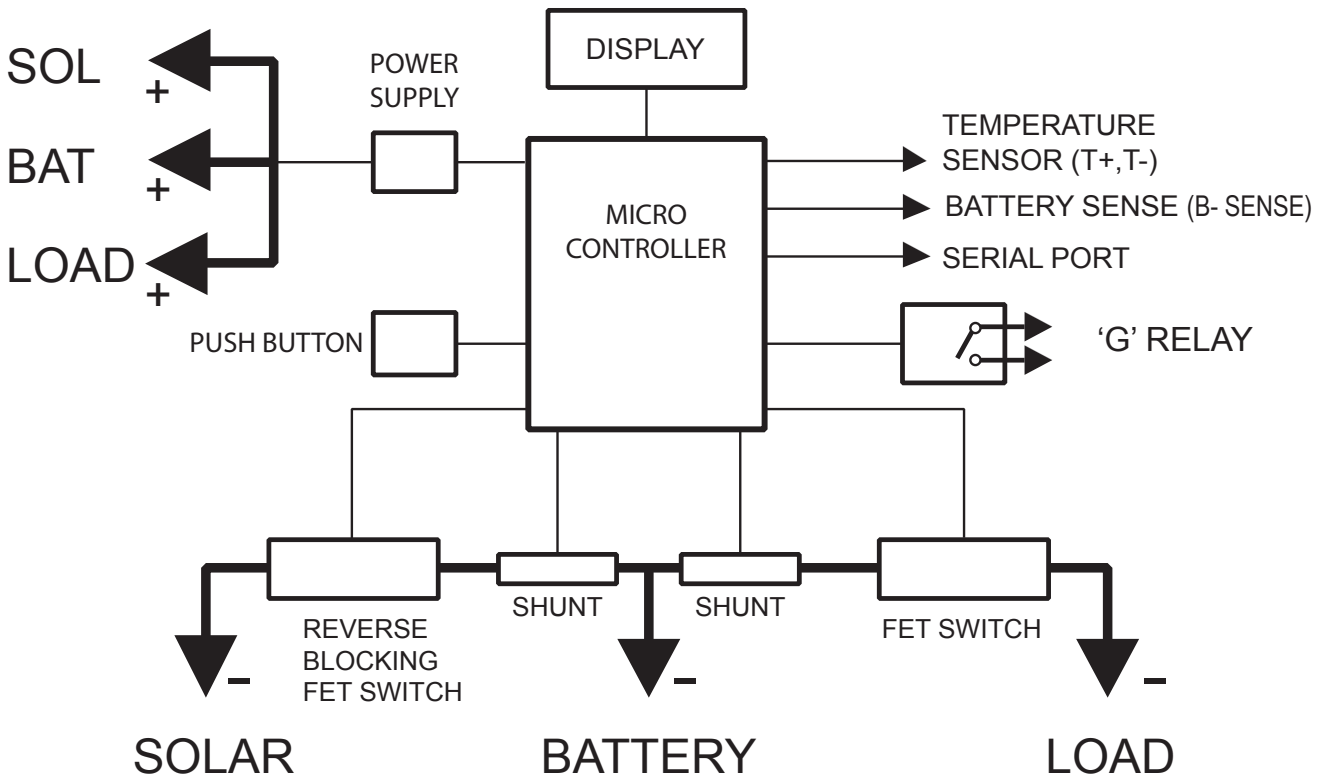 DISPLAY
SOL
+
POWER
SUPPLY
BAT
+
LOAD
+
TEMPERATURE
SENSOR (T+,T-)
BATTERY SENSE (B- SENSE)
SERIAL PORT
MICRO
CONTROLLER
PUSH BUTTON
‘G’ RELAY
SHUNT
SHUNT
REVERSE
BLOCKING
FET SWITCH
FET SWITCH
-
-
-
SOLAR
BATTERY
LOAD